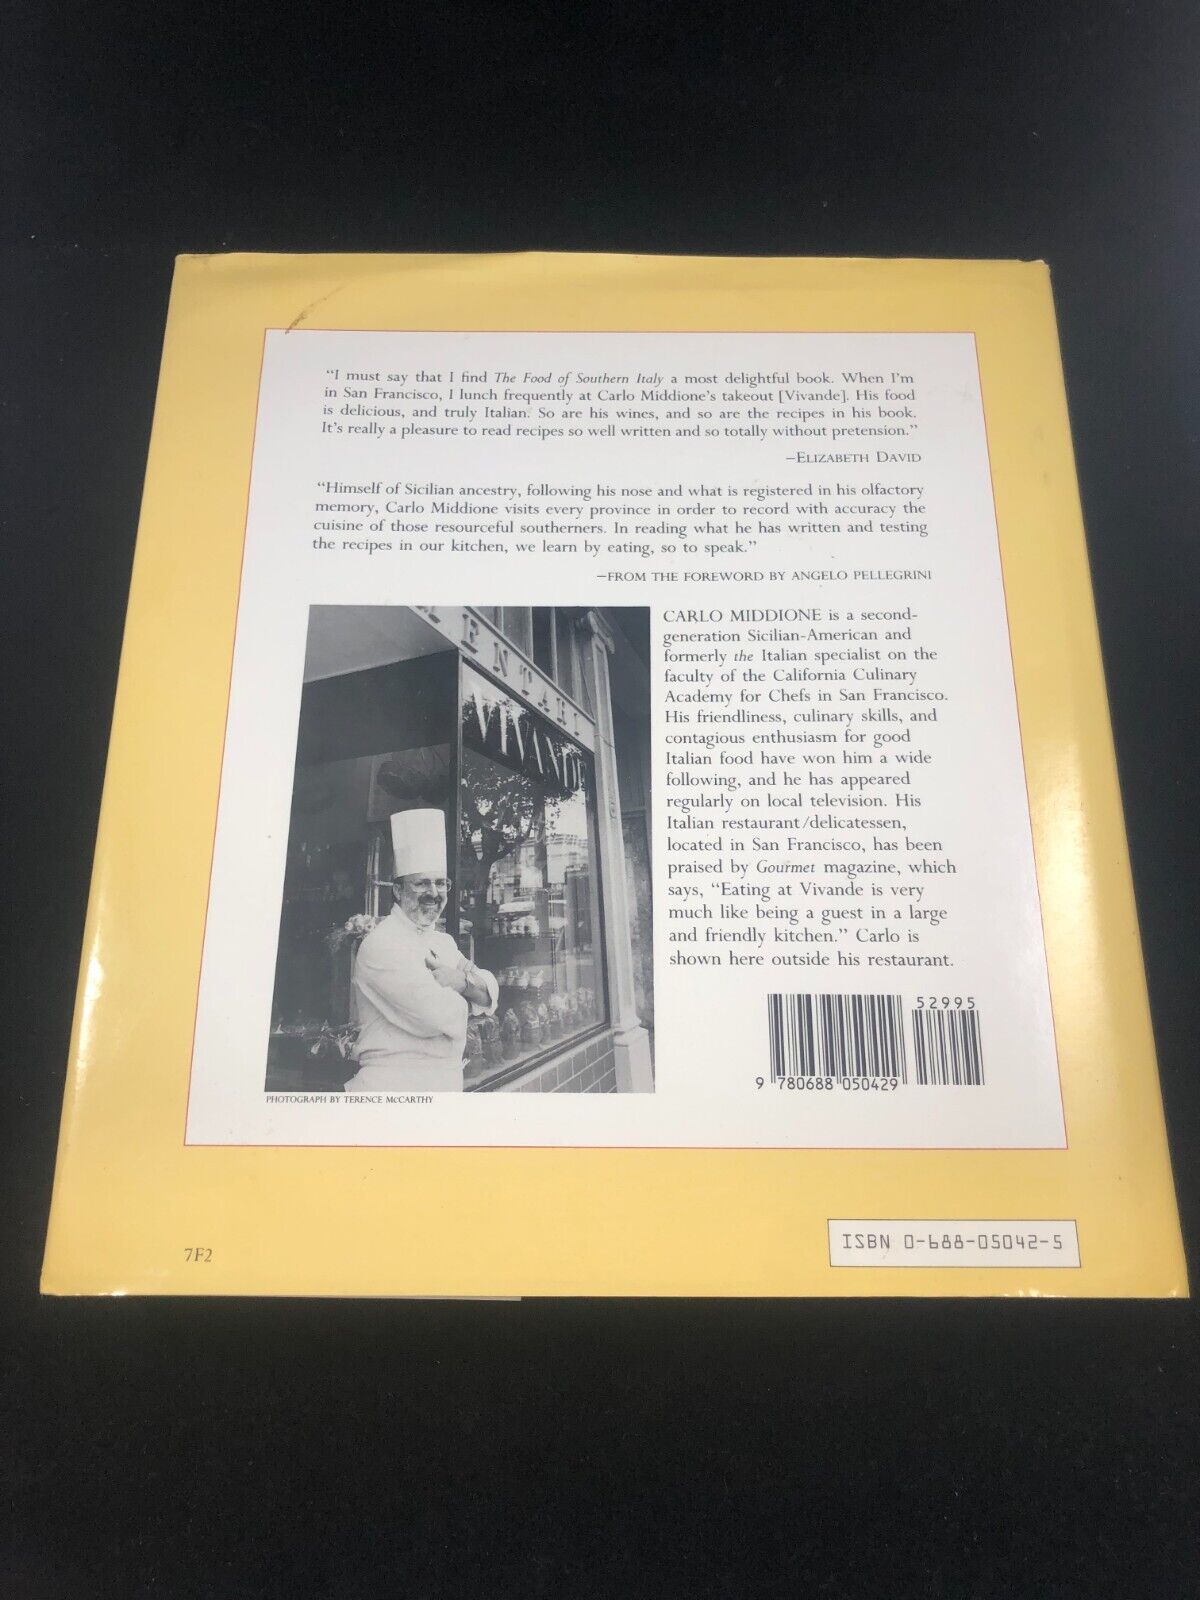 “I must say that I find The Food of Southern Italy a most delightful book. When I'm
in San Francisco, I lunch frequently at Carlo Middione's takeout [Vivande]. His food
is delicious, and truly Italian. So are his wines, and so are the recipes in his book.
It's really a pleasure to read recipes so well written and so totally without pretension.”
—ELIZABETH DAVID
“Himself of Sicilian ancestry, following his nose and what is registered in his olfactory
memory, Carlo Middione visits every province in order to record with accuracy the
cuisine of those resourceful southerners. In reading what he has written and testing
the recipes in our kitchen, we learn by eating, so to speak.”
—FROM THE FOREWORD BY ANGELO PELLEGRINI
CARLO MIDDIONE is a second-
generation Sicilian-American and
formerly the Italian specialist on the
faculty of the California Culinary
Academy for Chefs in San Francisco.
His friendliness, culinary skills, and
contagious enthusiasm for good
Italian food have won him a wide
following, and he has appeared
regularly on local television. His
Italian restaurant/delicatessen,
located in San Francisco, has been
praised by Gourmet magazine, which
says, “Eating at Vivande is very
much like being a guest in a large
and friendly kitchen.” Carlo is
shown here outside his restaurant.
VIVANDE
PHOTOGRAPH BY TERENCE McCARTHY
52995
9 780688 050429
ISBN 0-688-05042-5
7F2